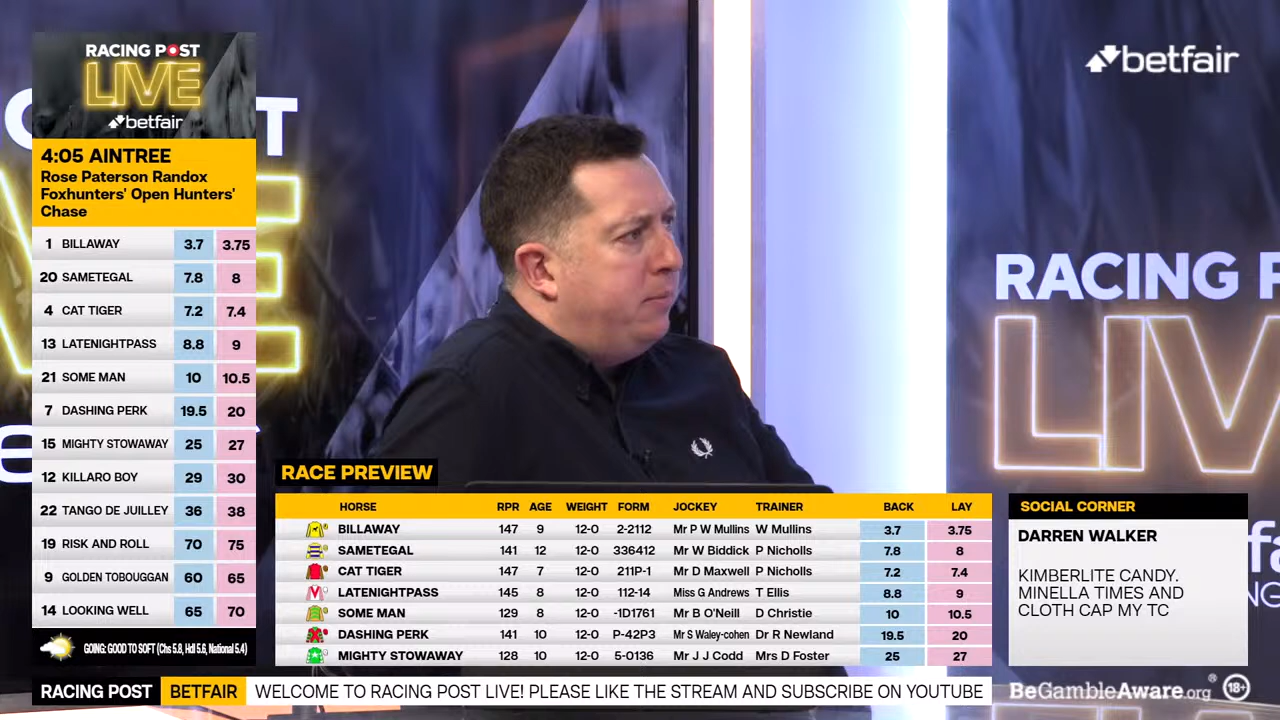 RACING POST
LIVE
betfair
4:05 AINTREE
Rose Paterson Randox
Foxhunters' Open Hunters'
Chase
1 BILLAWAY 3.7 3.75
20 SAMETEGAL 7.8 8
4 CAT TIGER 7.2 7.4
13 LATENIGHTPASS 8.8 9
21 SOME MAN 10 10.5
7 DASHING PERK 19.5 20
15 MIGHTY STOWAWAY 25 27
12 KILLARO BOY 29 30
22 TANGO DE JUILLEY 36 38
19 RISK AND ROLL 70 75
9 GOLDEN TOBOUGGAN 60 65
14 LOOKING WELL 65 70
GOING: GOOD TO SOFT (Chs 5.8, Hdl 5.6, National 5.4)
betfair
RACING P
LIV
RACE PREVIEW
HORSE RPR AGE WEIGHT FORM JOCKEY TRAINER BACK LAY
BILLAWAY 147 9 12-0 2-2112 Mr P W Mullins W Mullins 3.7 3.75
SAMETEGAL 141 12 12-0 336412 Mr W Biddick P Nicholls 7.8 8
CAT TIGER 147 7 12-0 211P-1 Mr D Maxwell P Nicholls 7.2 7.4
LATENIGHTPASS 145 8 12-0 112-14 Miss G Andrews T Ellis 8.8 9
SOME MAN 129 8 12-0 -1D1761 Mr B O'Neill D Christie 10 10.5
DASHING PERK 141 10 12-0 P-42P3 Mr S Waley-cohen Dr R Newland 19.5 20
MIGHTY STOWAWAY 128 10 12-0 5-0136 Mr J J Codd Mrs D Foster 25 27
SOCIAL CORNER
DARREN WALKER
KIMBERLITE CANDY.
MINELLA TIMES AND
CLOTH CAP MY TC
RACING POST BETFAIR WELCOME TO RACING POST LIVE! PLEASE LIKE THE STREAM AND SUBSCRIBE ON YOUTUBE
BeGambleAware.org® 18+